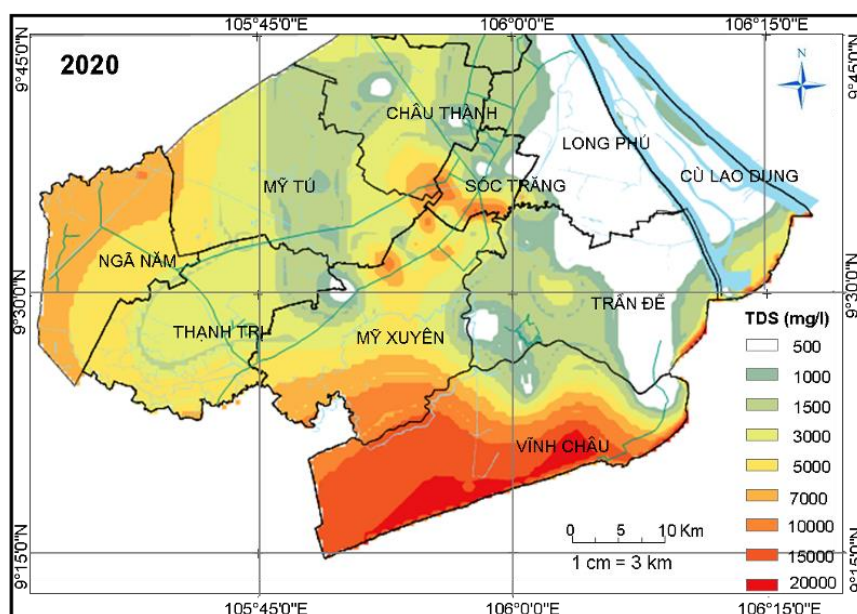 105°45'0"E 106°0'0"E 106°15'0"E
9°45'0"N 9°45'0"N
2020
N
CHÂU THÀNH
LONG PHÚ
MỸ TÚ
SÓC TRĂNG
CÙ LAO DUNG
NGÃ NĂM
9°30'0"N 9°30'0"N
TRẦN ĐỀ
THẠNH TRỊ
MỸ XUYÊN
TDS (mg/l)
500
1000
1500
3000
5000
7000
10000
15000
20000
VĨNH CHÂU
0 5 10 Km
1 cm = 3 km
9°15'0"N 9°15'0"N
105°45'0"E 106°0'0"E 106°15'0"E